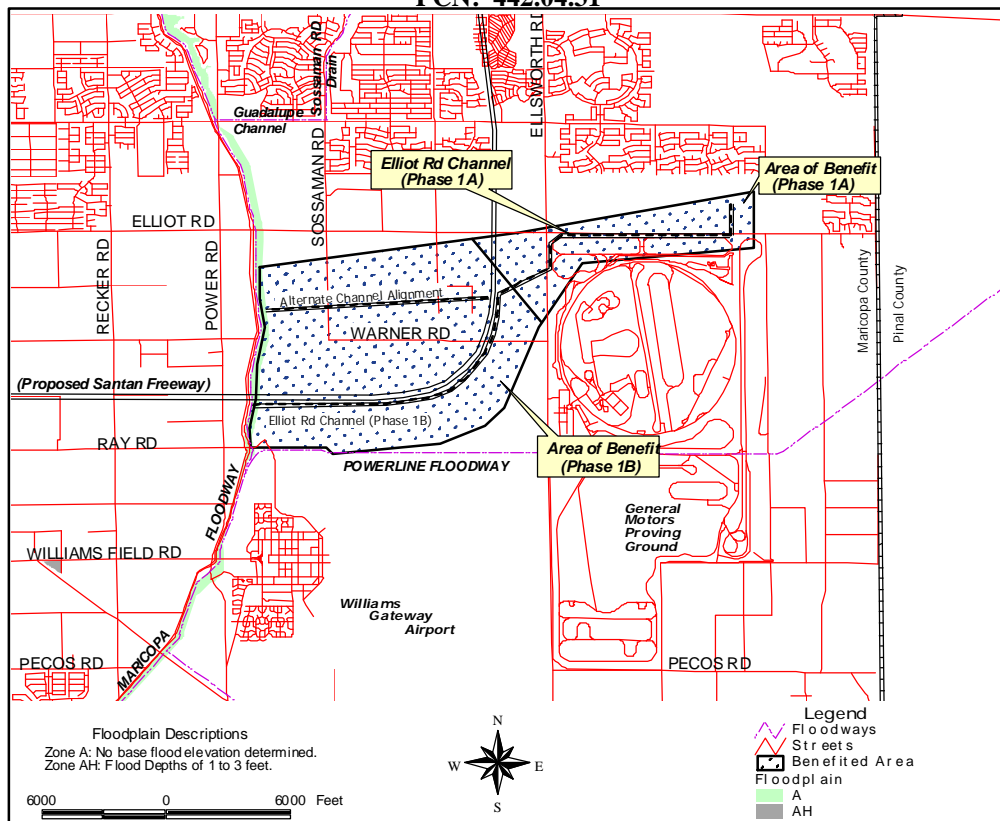 PCN: 442.04.31
ELLSWORTH RD
Sossaman RD
Drain
Guadalupe
Channel
SOSSAMAN RD
Elliot Rd Channel
(Phase 1A)
Area of Benefit
(Phase 1A)
ELLIOT RD
RECKER RD
POWER RD
Alternate Channel Alignment
WARNER RD
Maricopa County
Pinal County
(Proposed Santan Freeway)
Elliot Rd Channel (Phase 1B)
RAY RD
Area of Benefit
(Phase 1B)
POWERLINE FLOODWAY
FLOODWAY
General
Motors
Proving
Ground
WILLIAMS FIELD RD
Williams
Gateway
Airport
MARICOPA
PECOS RD
PECOS RD
Floodplain Descriptions
Zone A: No base flood elevation determined.
Zone AH: Flood Depths of 1 to 3 feet.
6000 0 6000 Feet
N
W E
S
Legend
Floodways
Streets
Benefited Area
Floodplain
A
AH